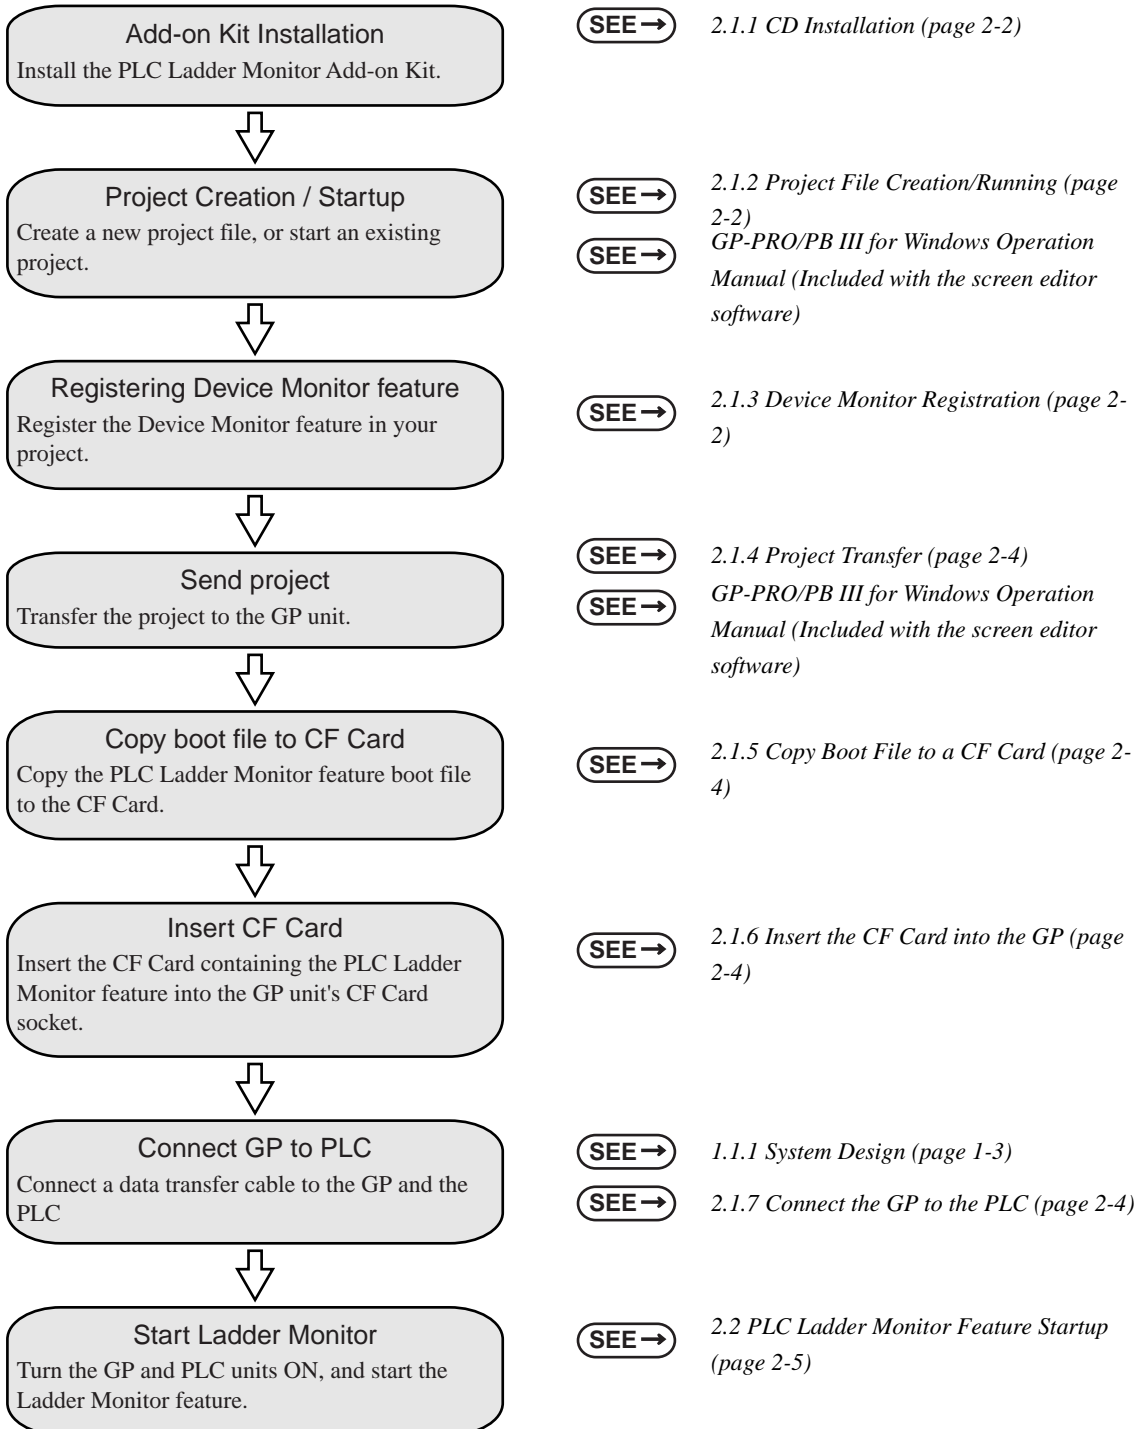 Add-on Kit Installation
Install the PLC Ladder Monitor Add-on Kit.
SEE→
2.1.1 CD Installation (page 2-2)
Project Creation / Startup
Create a new project file, or start an existing
project.
SEE→
2.1.2 Project File Creation/Running (page
2-2)
SEE→
GP-PRO/PB III for Windows Operation
Manual (Included with the screen editor
software)
Registering Device Monitor feature
Register the Device Monitor feature in your
project.
SEE→
2.1.3 Device Monitor Registration (page 2-
2)
Send project
Transfer the project to the GP unit.
SEE→
2.1.4 Project Transfer (page 2-4)
SEE→
GP-PRO/PB III for Windows Operation
Manual (Included with the screen editor
software)
Copy boot file to CF Card
Copy the PLC Ladder Monitor feature boot file
to the CF Card.
SEE→
2.1.5 Copy Boot File to a CF Card (page 2-
4)
Insert CF Card
Insert the CF Card containing the PLC Ladder
Monitor feature into the GP unit's CF Card
socket.
SEE→
2.1.6 Insert the CF Card into the GP (page
2-4)
Connect GP to PLC
Connect a data transfer cable to the GP and the
PLC
SEE→
1.1.1 System Design (page 1-3)
SEE→
2.1.7 Connect the GP to the PLC (page 2-4)
Start Ladder Monitor
Turn the GP and PLC units ON, and start the
Ladder Monitor feature.
SEE→
2.2 PLC Ladder Monitor Feature Startup
(page 2-5)